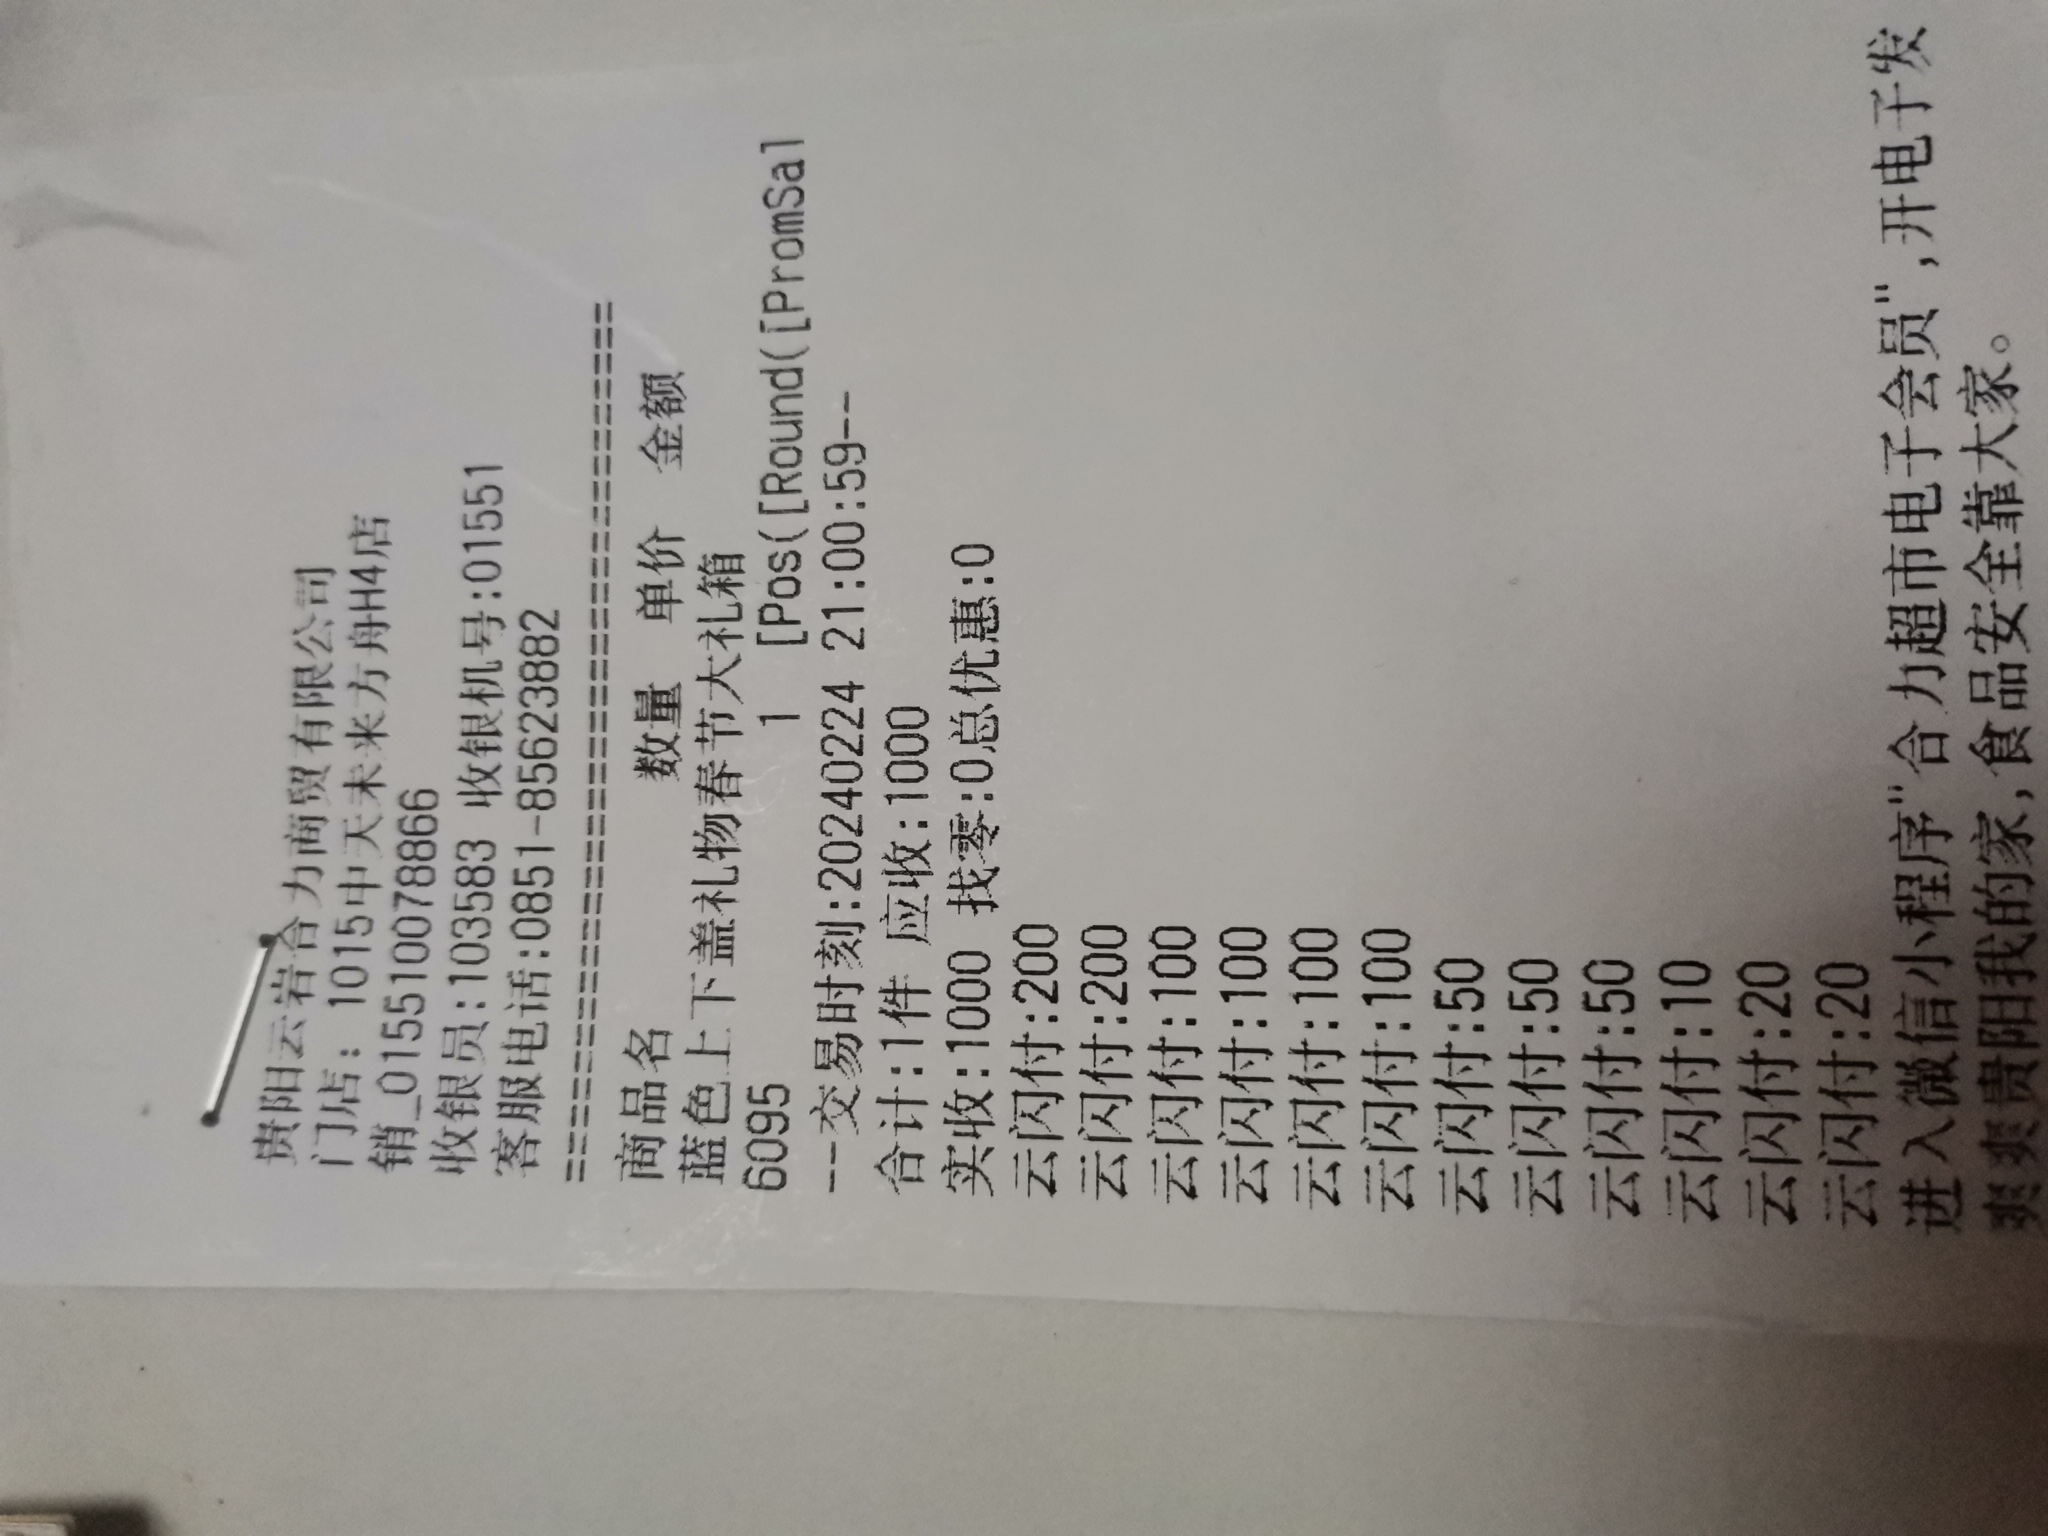 贵阳云岩合力商贸有限公司
门店: 1015中天未来方舟H4店
销_0155100788​66
收银员:103583 收银机号:01551
客服电话:0851-85623882
==================================
商品名 数量 单价 金额
蓝色上下盖礼物春节大礼箱
6095 1 [Pos([Round([PromSal
--交易时刻:20240224 21:00:59--
合计:1件 应收:1000
实收:1000 找零:0总优惠:0
云闪付:200
云闪付:200
云闪付:100
云闪付:100
云闪付:100
云闪付:100
云闪付:50
云闪付:50
云闪付:50
云闪付:10
云闪付:20
云闪付:20
进入微信小程序"合力超市电子会员",开电子发
爽爽贵阳我的家,食品安全靠大家。